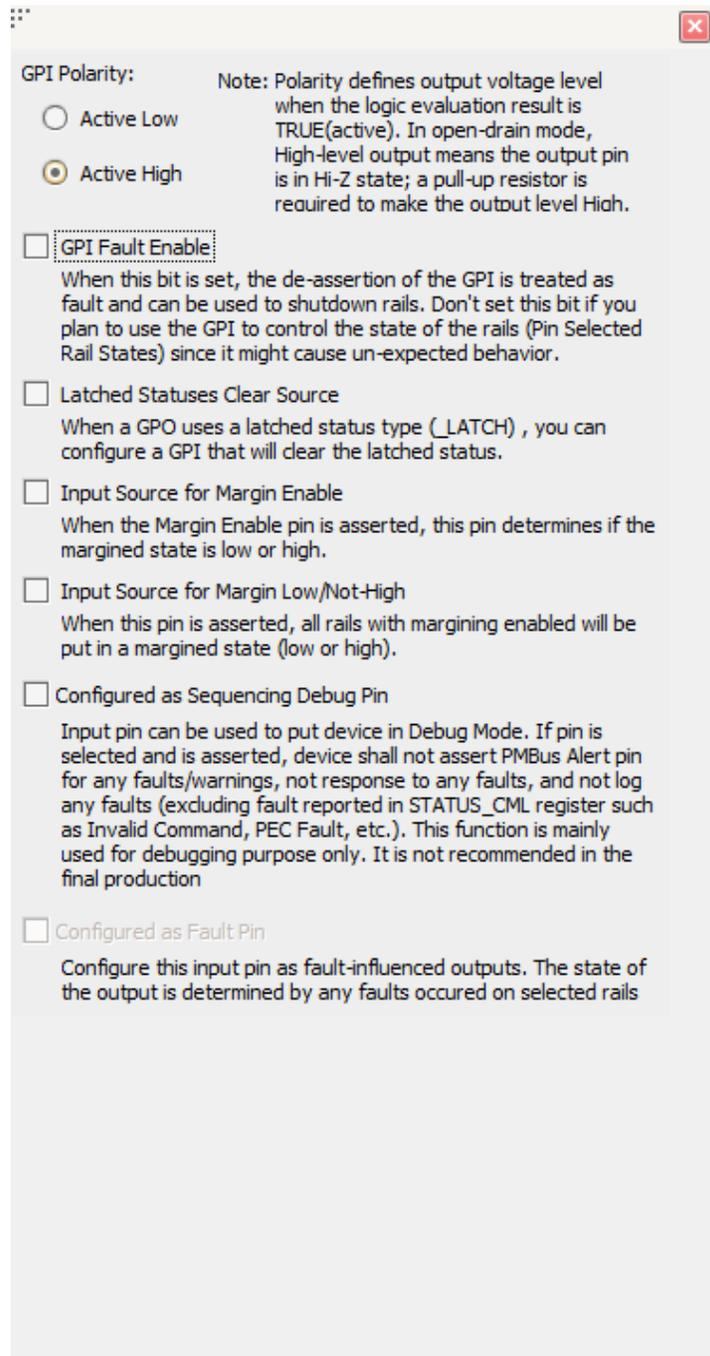 GPI Polarity:
Active Low
Active High
Note: Polarity defines output voltage level
when the logic evaluation result is
TRUE(active). In open-drain mode,
High-level output means the output pin
is in Hi-Z state; a pull-up resistor is
required to make the output level High.
GPI Fault Enable
When this bit is set, the de-assertion of the GPI is treated as
fault and can be used to shutdown rails. Don't set this bit if you
plan to use the GPI to control the state of the rails (Pin Selected
Rail States) since it might cause un-expected behavior.
Latched Statuses Clear Source
When a GPO uses a latched status type (_LATCH) , you can
configure a GPI that will clear the latched status.
Input Source for Margin Enable
When the Margin Enable pin is asserted, this pin determines if the
margined state is low or high.
Input Source for Margin Low/Not-High
When this pin is asserted, all rails with margining enabled will be
put in a margined state (low or high).
Configured as Sequencing Debug Pin
Input pin can be used to put device in Debug Mode. If pin is
selected and is asserted, device shall not assert PMBus Alert pin
for any faults/warnings, not response to any faults, and not log
any faults (excluding fault reported in STATUS_CML register such
as Invalid Command, PEC Fault, etc.). This function is mainly
used for debugging purpose only. It is not recommended in the
final production
Configured as Fault Pin
Configure this input pin as fault-influenced outputs. The state of
the output is determined by any faults occured on selected rails